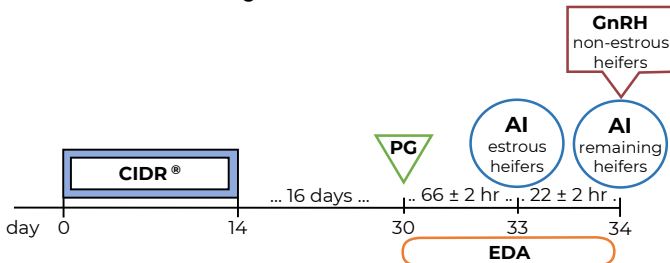 GnRH
non-estrous
heifers
AI
estrous
heifers
AI
remaining
heifers
PG
CIDR ®
... 16 days ...
.. 66 ± 2 hr ..
. 22 ± 2 hr .
day 0 14 30 33 34
EDA